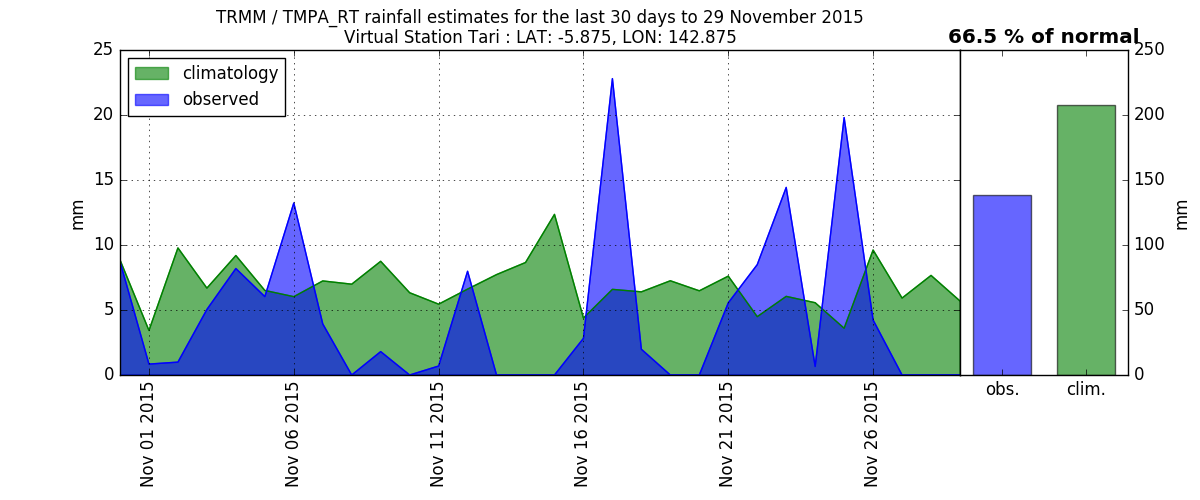 TRMM / TMPA_RT rainfall estimates for the last 30 days to 29 November 2015
Virtual Station Tari : LAT: -5.875, LON: 142.875
66.5 % of normal
climatology
observed
25
20
15
10
5
0
mm
Nov 01 2015
Nov 06 2015
Nov 11 2015
Nov 16 2015
Nov 21 2015
Nov 26 2015
250
200
150
100
50
0
mm
obs.
clim.